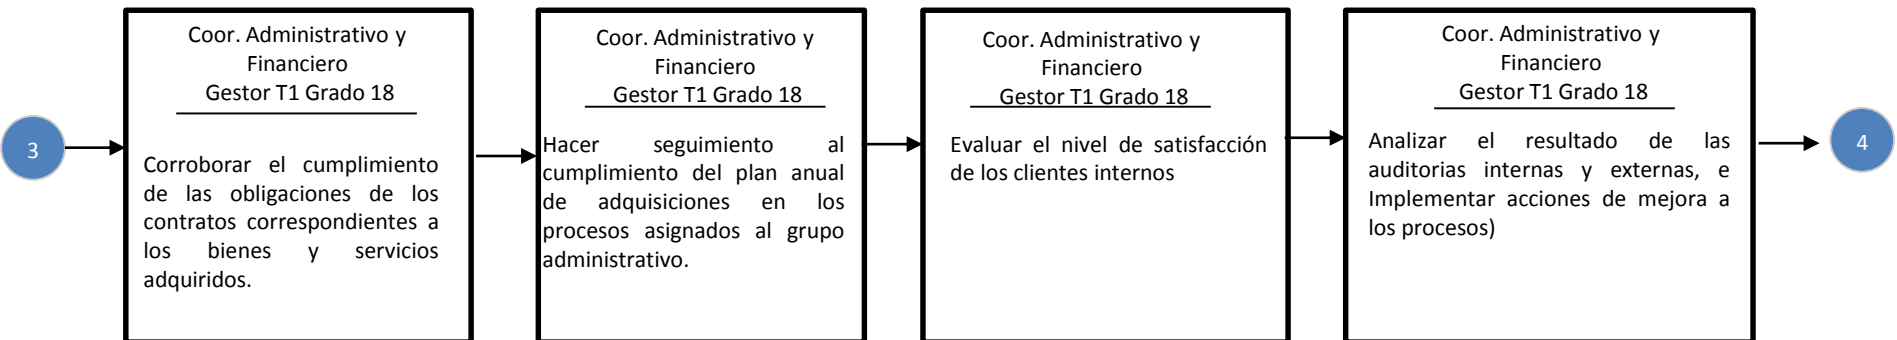 3
Coor. Administrativo y
Financiero
Gestor T1 Grado 18
Corroborar el cumplimiento
de las obligaciones de los
contratos correspondientes a
los bienes y servicios
adquiridos.
Coor. Administrativo y
Financiero
Gestor T1 Grado 18
Hacer seguimiento al
cumplimiento del plan anual
de adquisiciones en los
procesos asignados al grupo
administrativo.
Coor. Administrativo y
Financiero
Gestor T1 Grado 18
Evaluar el nivel de satisfacción
de los clientes internos
Coor. Administrativo y
Financiero
Gestor T1 Grado 18
Analizar el resultado de las
auditorias internas y externas, e
Implementar acciones de mejora a
los procesos)
4